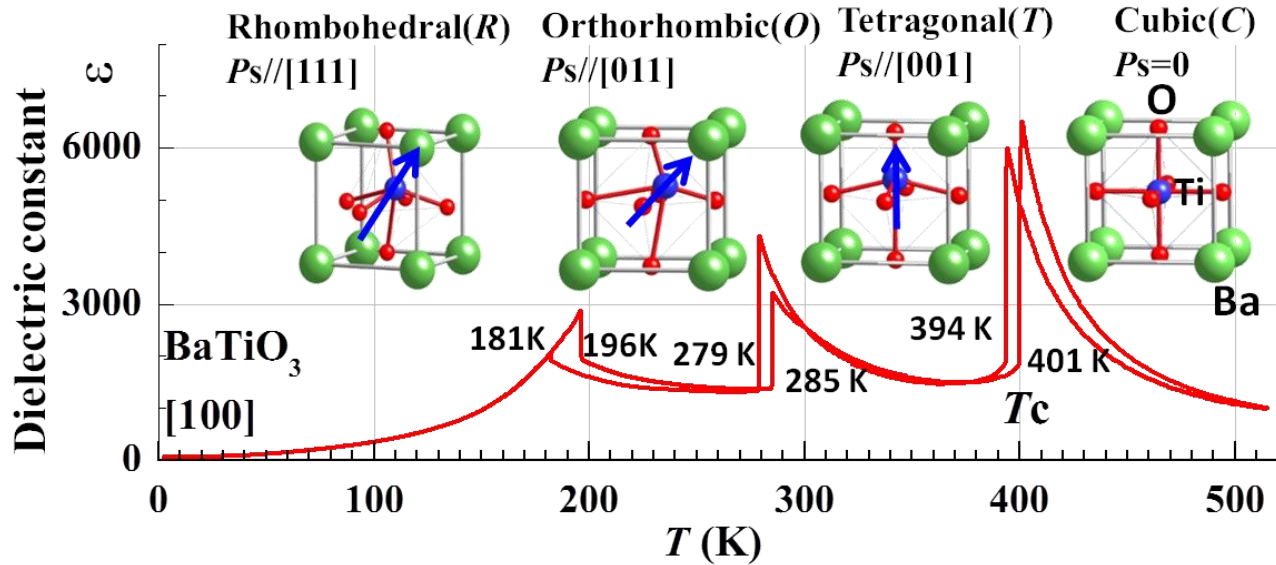 Rhombohedral(R)
Ps//[111]
Orthorhombic(O)
Ps//[011]
Tetragonal(T)
Ps//[001]
Cubic(C)
Ps=0
O
Ti
Ba
Dielectric constant ε
6000
3000
0
BaTiO₃
[100]
181K
196K
279 K
285 K
394 K
401 K
Tc
0
100
200
300
400
500
T (K)